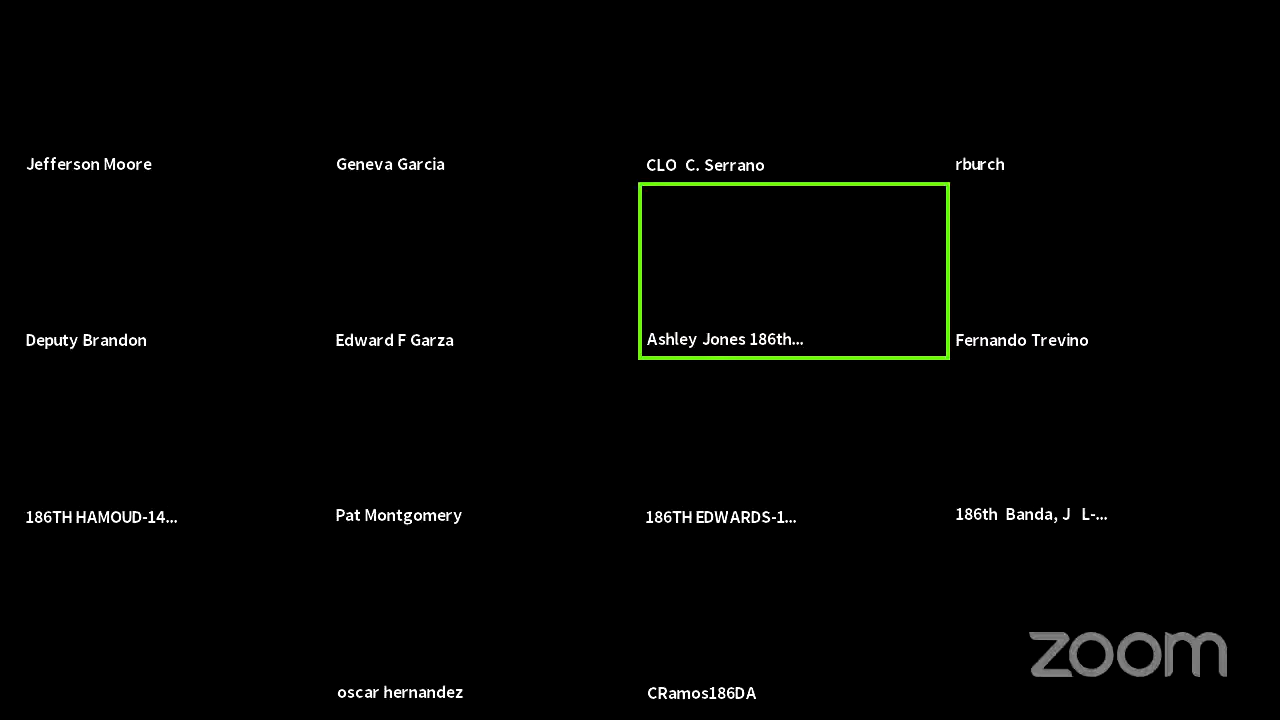 Jefferson Moore
Geneva Garcia
CLO C. Serrano
rburch
Deputy Brandon
Edward F Garza
Ashley Jones 186th...
Fernando Trevino
186TH HAMOUD-14...
Pat Montgomery
186TH EDWARDS-1...
186th Banda, J L-...
oscar hernandez
CRamos186DA
zoom